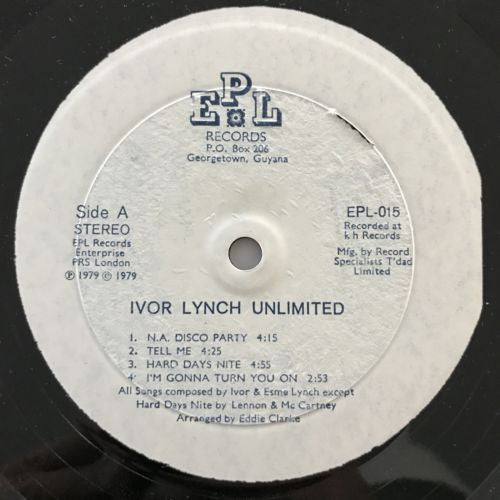 EPL
RECORDS
P.O. Box 206
Georgetown, Guyana
Side A
STEREO
EPL Records
Enterprise
PRS London
℗ 1979 © 1979
EPL-015
Recorded at
k h Records
Mfg. by Record
Specialists T'dad
Limited
IVOR LYNCH UNLIMITED
1. N.A. DISCO PARTY 4:15
2. TELL ME 4:25
3. HARD DAYS NITE 4:55
4. I'M GONNA TURN YOU ON 2:53
All Songs composed by Ivor & Esme Lynch except
Hard Days Nite by Lennon & Mc Cartney
Arranged by Eddie Clarke